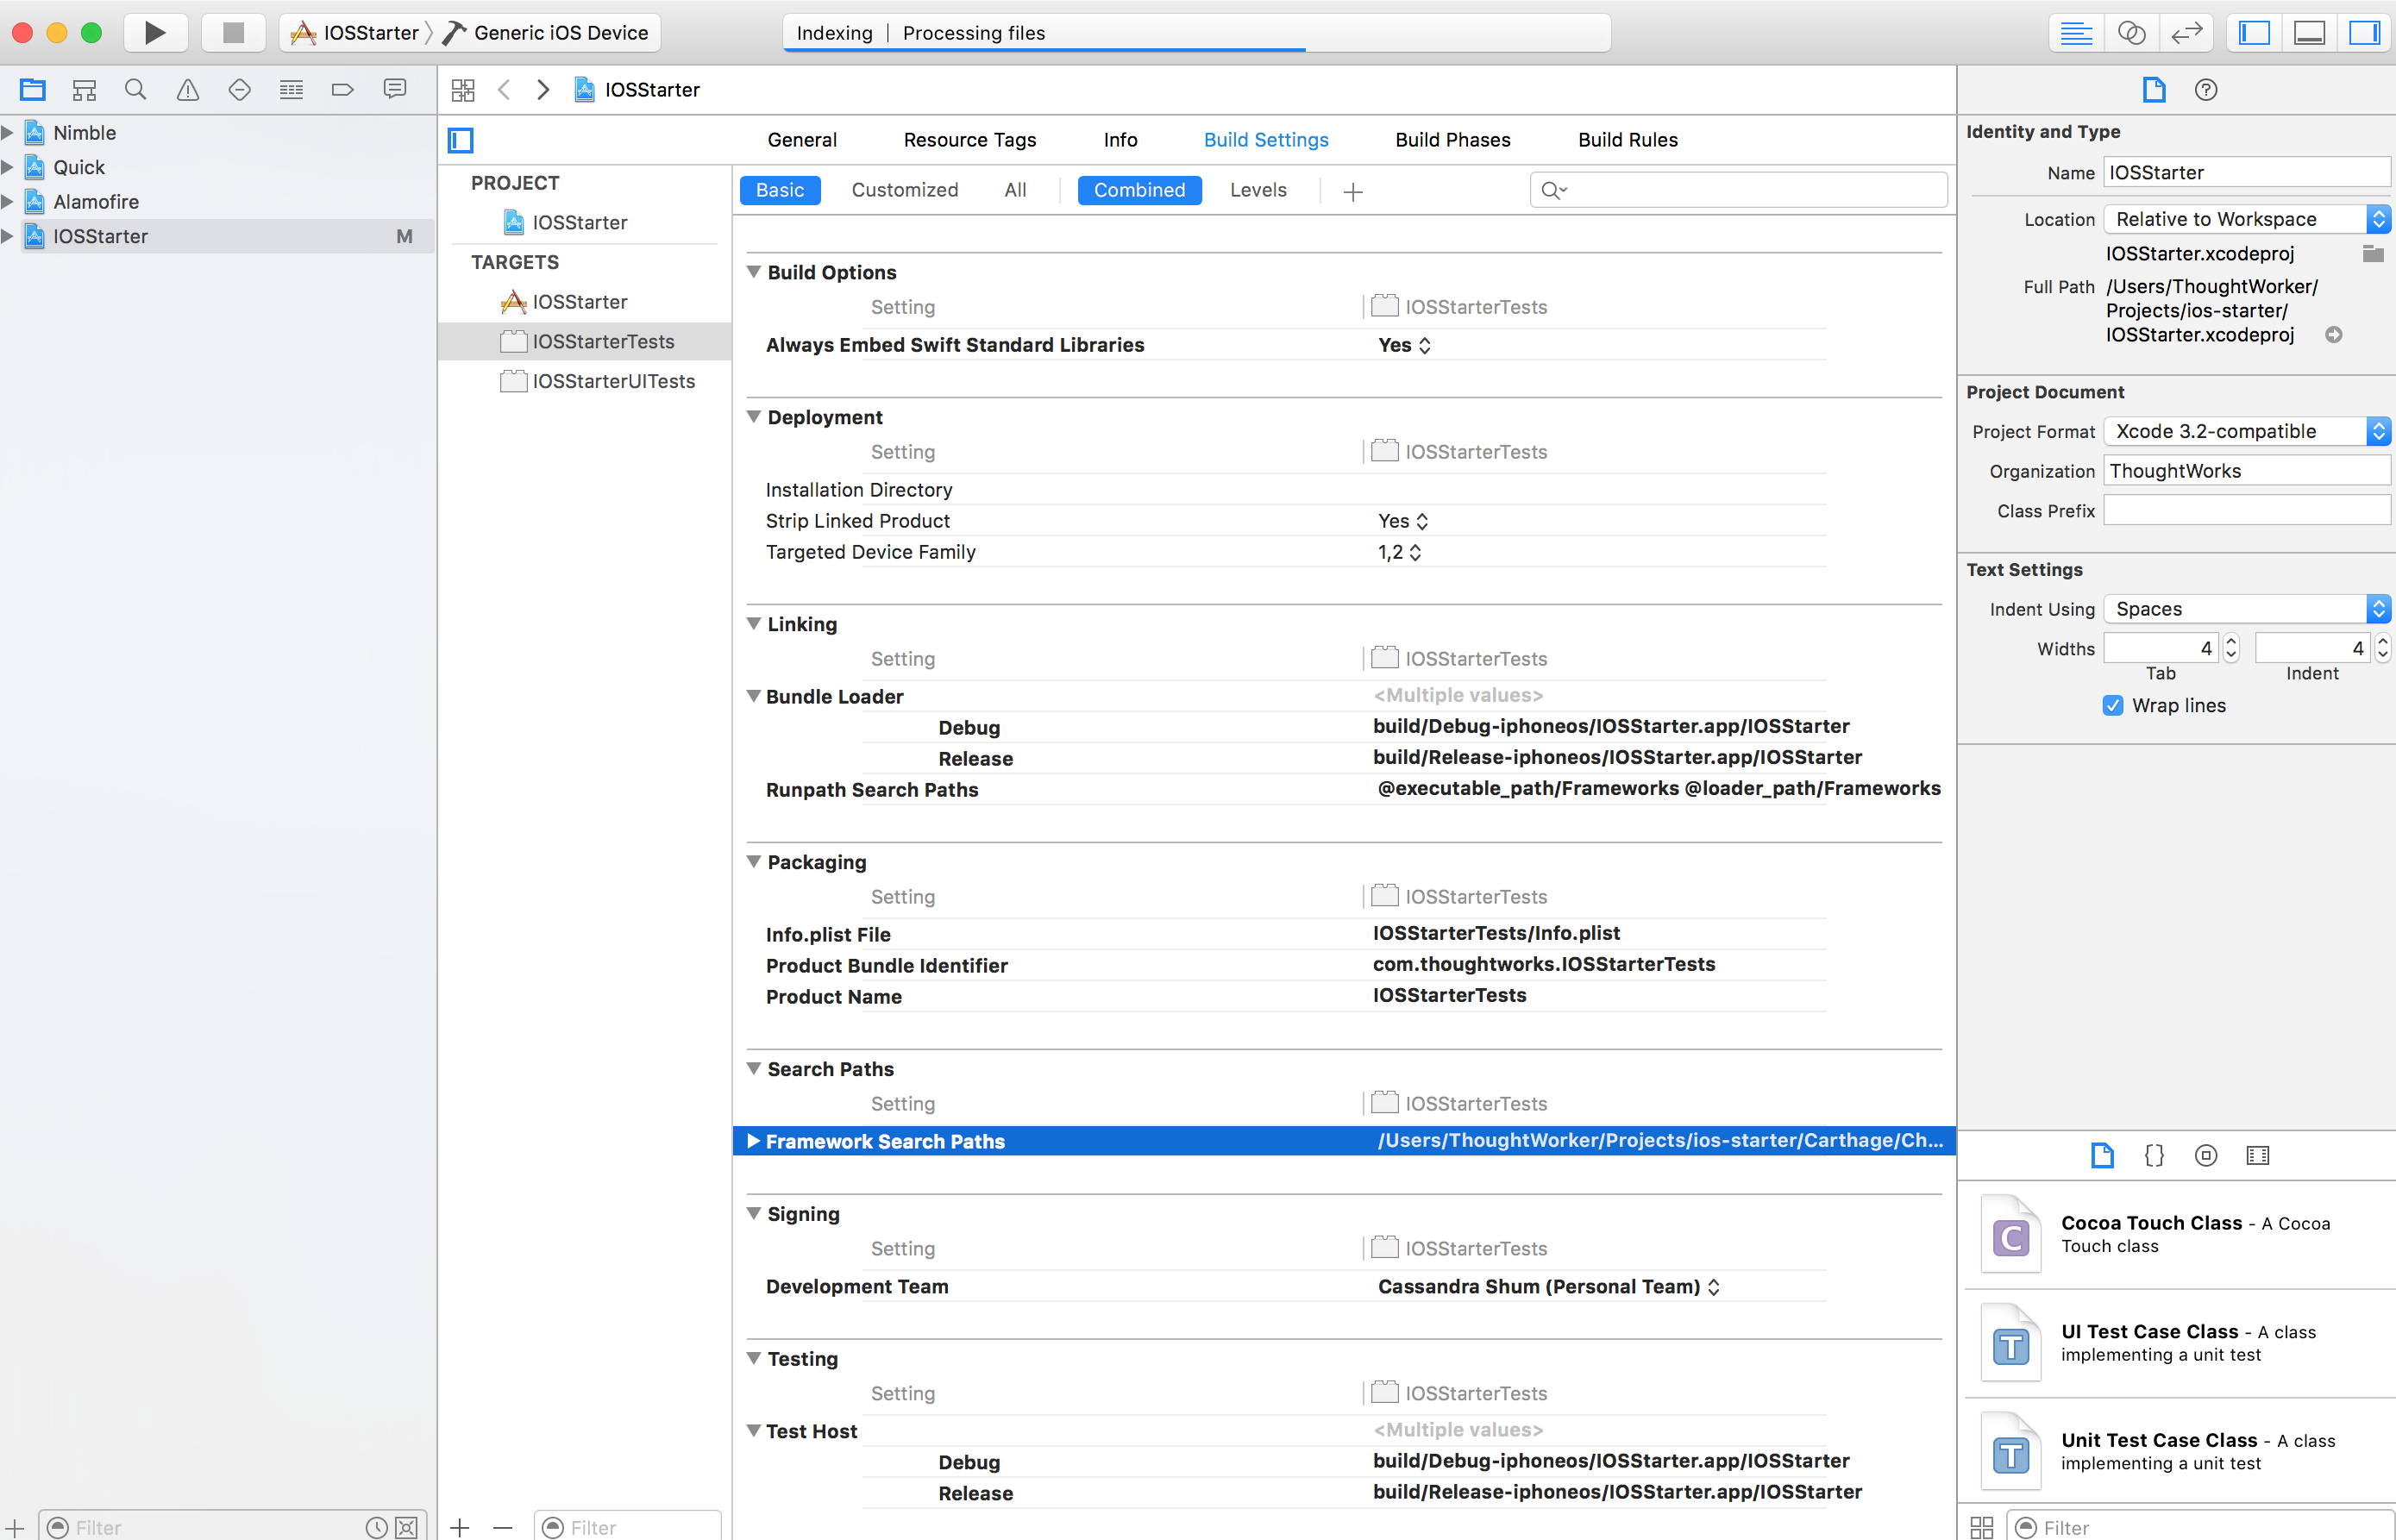 IOSStarter Generic iOS Device
Indexing | Processing files
Nimble
Quick
Alamofire
IOSStarter M
Filter
IOSStarter
General Resource Tags Info Build Settings Build Phases Build Rules
PROJECT
IOSStarter
TARGETS
IOSStarter
IOSStarterTests
IOSStarterUITests
Filter
Basic Customized All Combined Levels
Build Options
Setting IOSStarterTests
Always Embed Swift Standard Libraries Yes
Deployment
Setting IOSStarterTests
Installation Directory
Strip Linked Product Yes
Targeted Device Family 1,2
Linking
Setting IOSStarterTests
Bundle Loader <Multiple values>
Debug build/Debug-iphoneos/IOSStarter.app/IOSStarter
Release build/Release-iphoneos/IOSStarter.app/IOSStarter
Runpath Search Paths @executable_path/Frameworks @loader_path/Frameworks
Packaging
Setting IOSStarterTests
Info.plist File IOSStarterTests/Info.plist
Product Bundle Identifier com.thoughtworks.IOSStarterTests
Product Name IOSStarterTests
Search Paths
Setting IOSStarterTests
Framework Search Paths /Users/ThoughtWorker/Projects/ios-starter/Carthage/Ch...
Signing
Setting IOSStarterTests
Development Team Cassandra Shum (Personal Team)
Testing
Setting IOSStarterTests
Test Host <Multiple values>
Debug build/Debug-iphoneos/IOSStarter.app/IOSStarter
Release build/Release-iphoneos/IOSStarter.app/IOSStarter
Identity and Type
Name IOSStarter
Location Relative to Workspace
IOSStarter.xcodeproj
Full Path /Users/ThoughtWorker/
Projects/ios-starter/
IOSStarter.xcodeproj
Project Document
Project Format Xcode 3.2-compatible
Organization ThoughtWorks
Class Prefix
Text Settings
Indent Using Spaces
Widths 4 4
Tab Indent
Wrap lines
{}
C
Cocoa Touch Class - A Cocoa
Touch class
T
UI Test Case Class - A class
implementing a unit test
T
Unit Test Case Class - A class
implementing a unit test
Filter